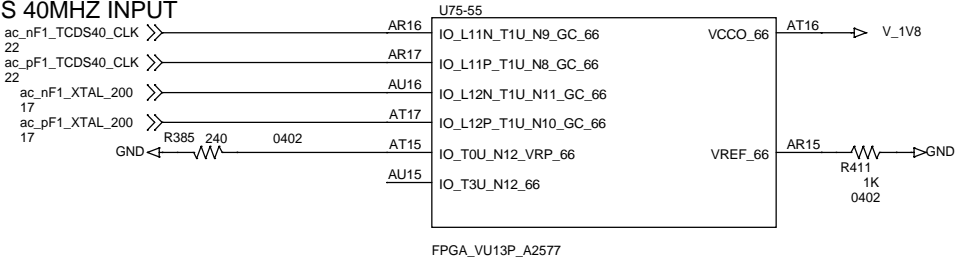 S 40MHZ INPUT
U75-55
ac_nF1_TCDS40_CLK AR16 IO_L11N_T1U_N9_GC_66 VCCO_66 AT16 V_1V8
22
ac_pF1_TCDS40_CLK AR17 IO_L11P_T1U_N8_GC_66
22
ac_nF1_XTAL_200 AU16 IO_L12N_T1U_N11_GC_66
17
ac_pF1_XTAL_200 AT17 IO_L12P_T1U_N10_GC_66
17
R385 240 0402
GND AT15 IO_T0U_N12_VRP_66 VREF_66 AR15 GND
R411
1K
0402
AU15 IO_T3U_N12_66
FPGA_VU13P_A2577